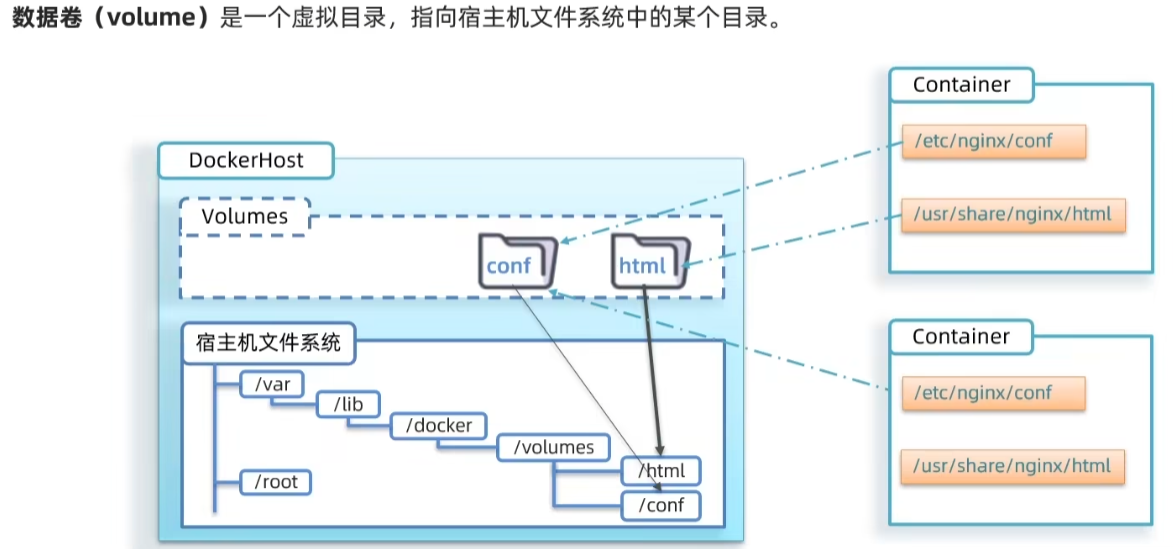 数据卷（volume）是一个虚拟目录，指向宿主机文件系统中的某个目录。
DockerHost
Volumes
conf
html
宿主机文件系统
/var
/lib
/docker
/volumes
/html
/conf
/root
Container
/etc/nginx/conf
/usr/share/nginx/html
Container
/etc/nginx/conf
/usr/share/nginx/html